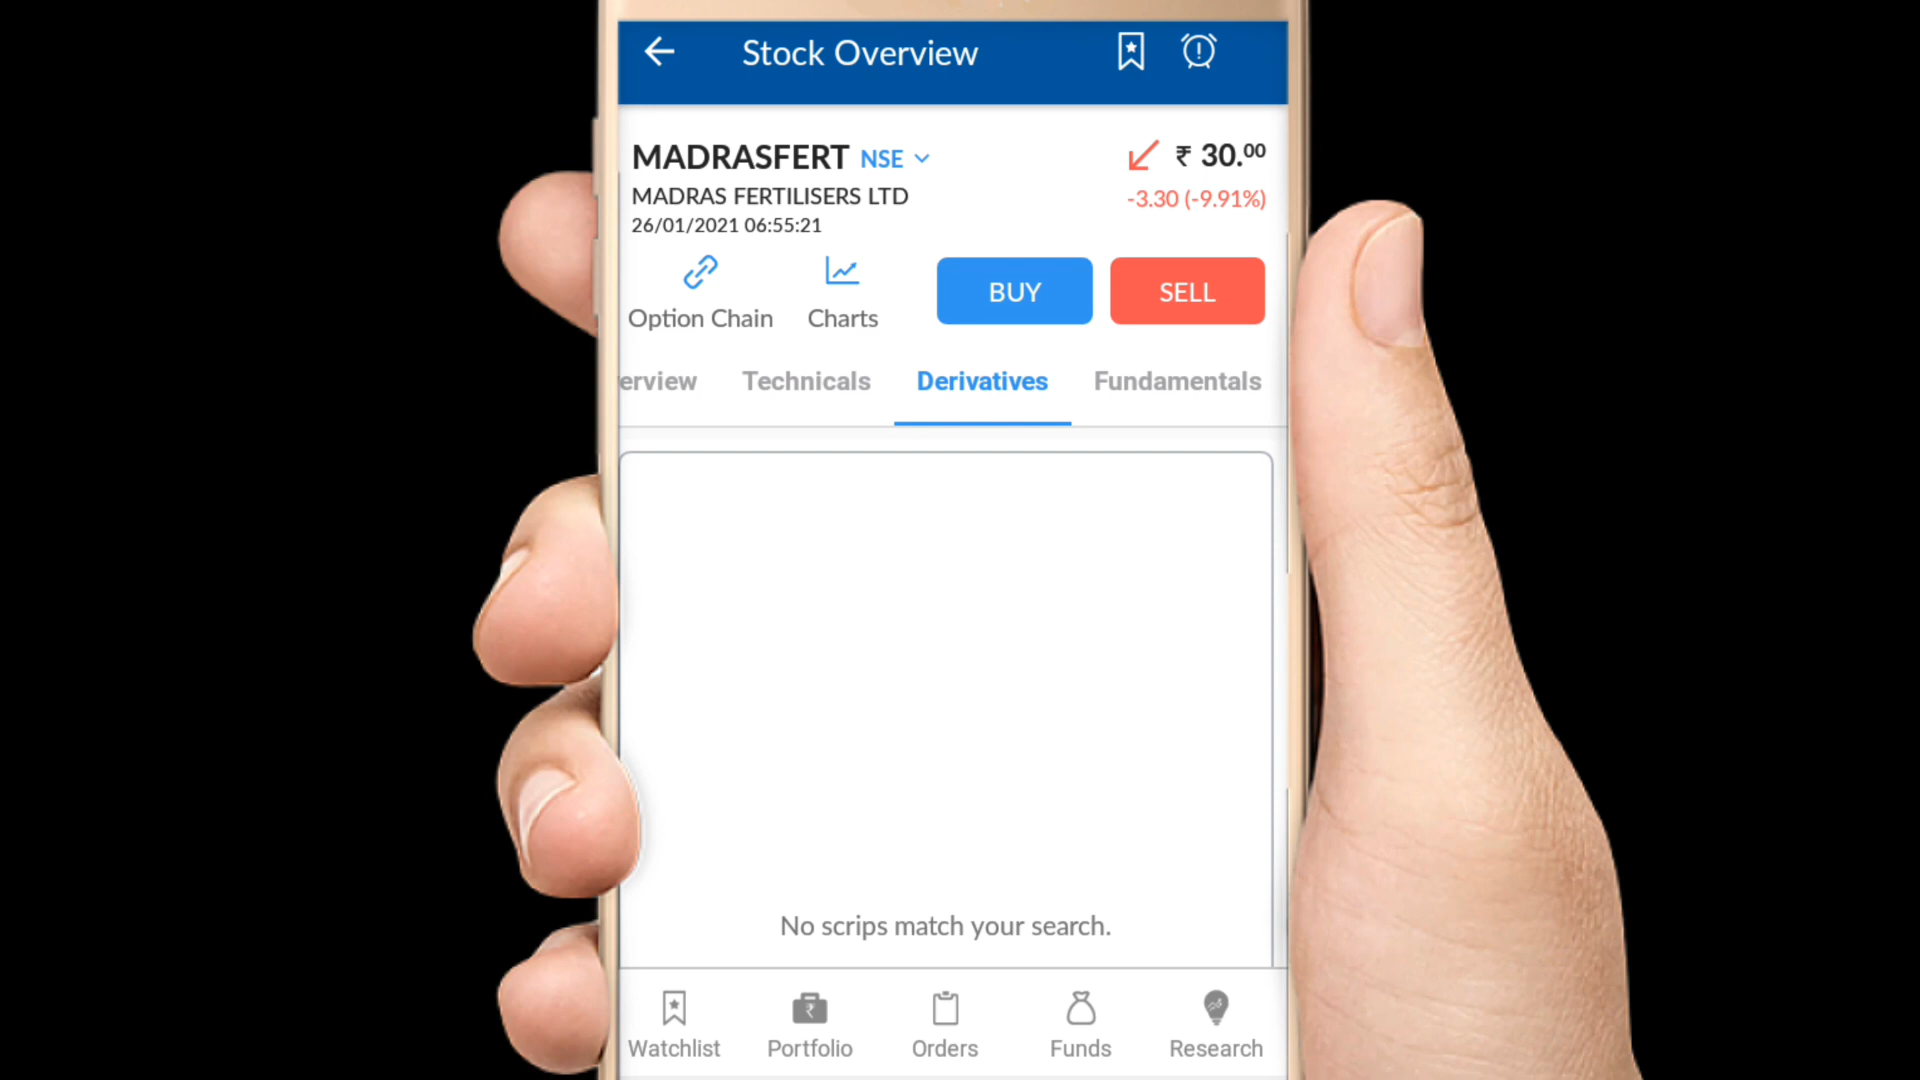 Stock Overview
MADRASFERT NSE
₹ 30.00
MADRAS FERTILISERS LTD
-3.30 (-9.91%)
26/01/2021 06:55:21
Option Chain
Charts
BUY
SELL
erview
Technicals
Derivatives
Fundamentals
No scrips match your search.
Watchlist
Portfolio
Orders
Funds
Research